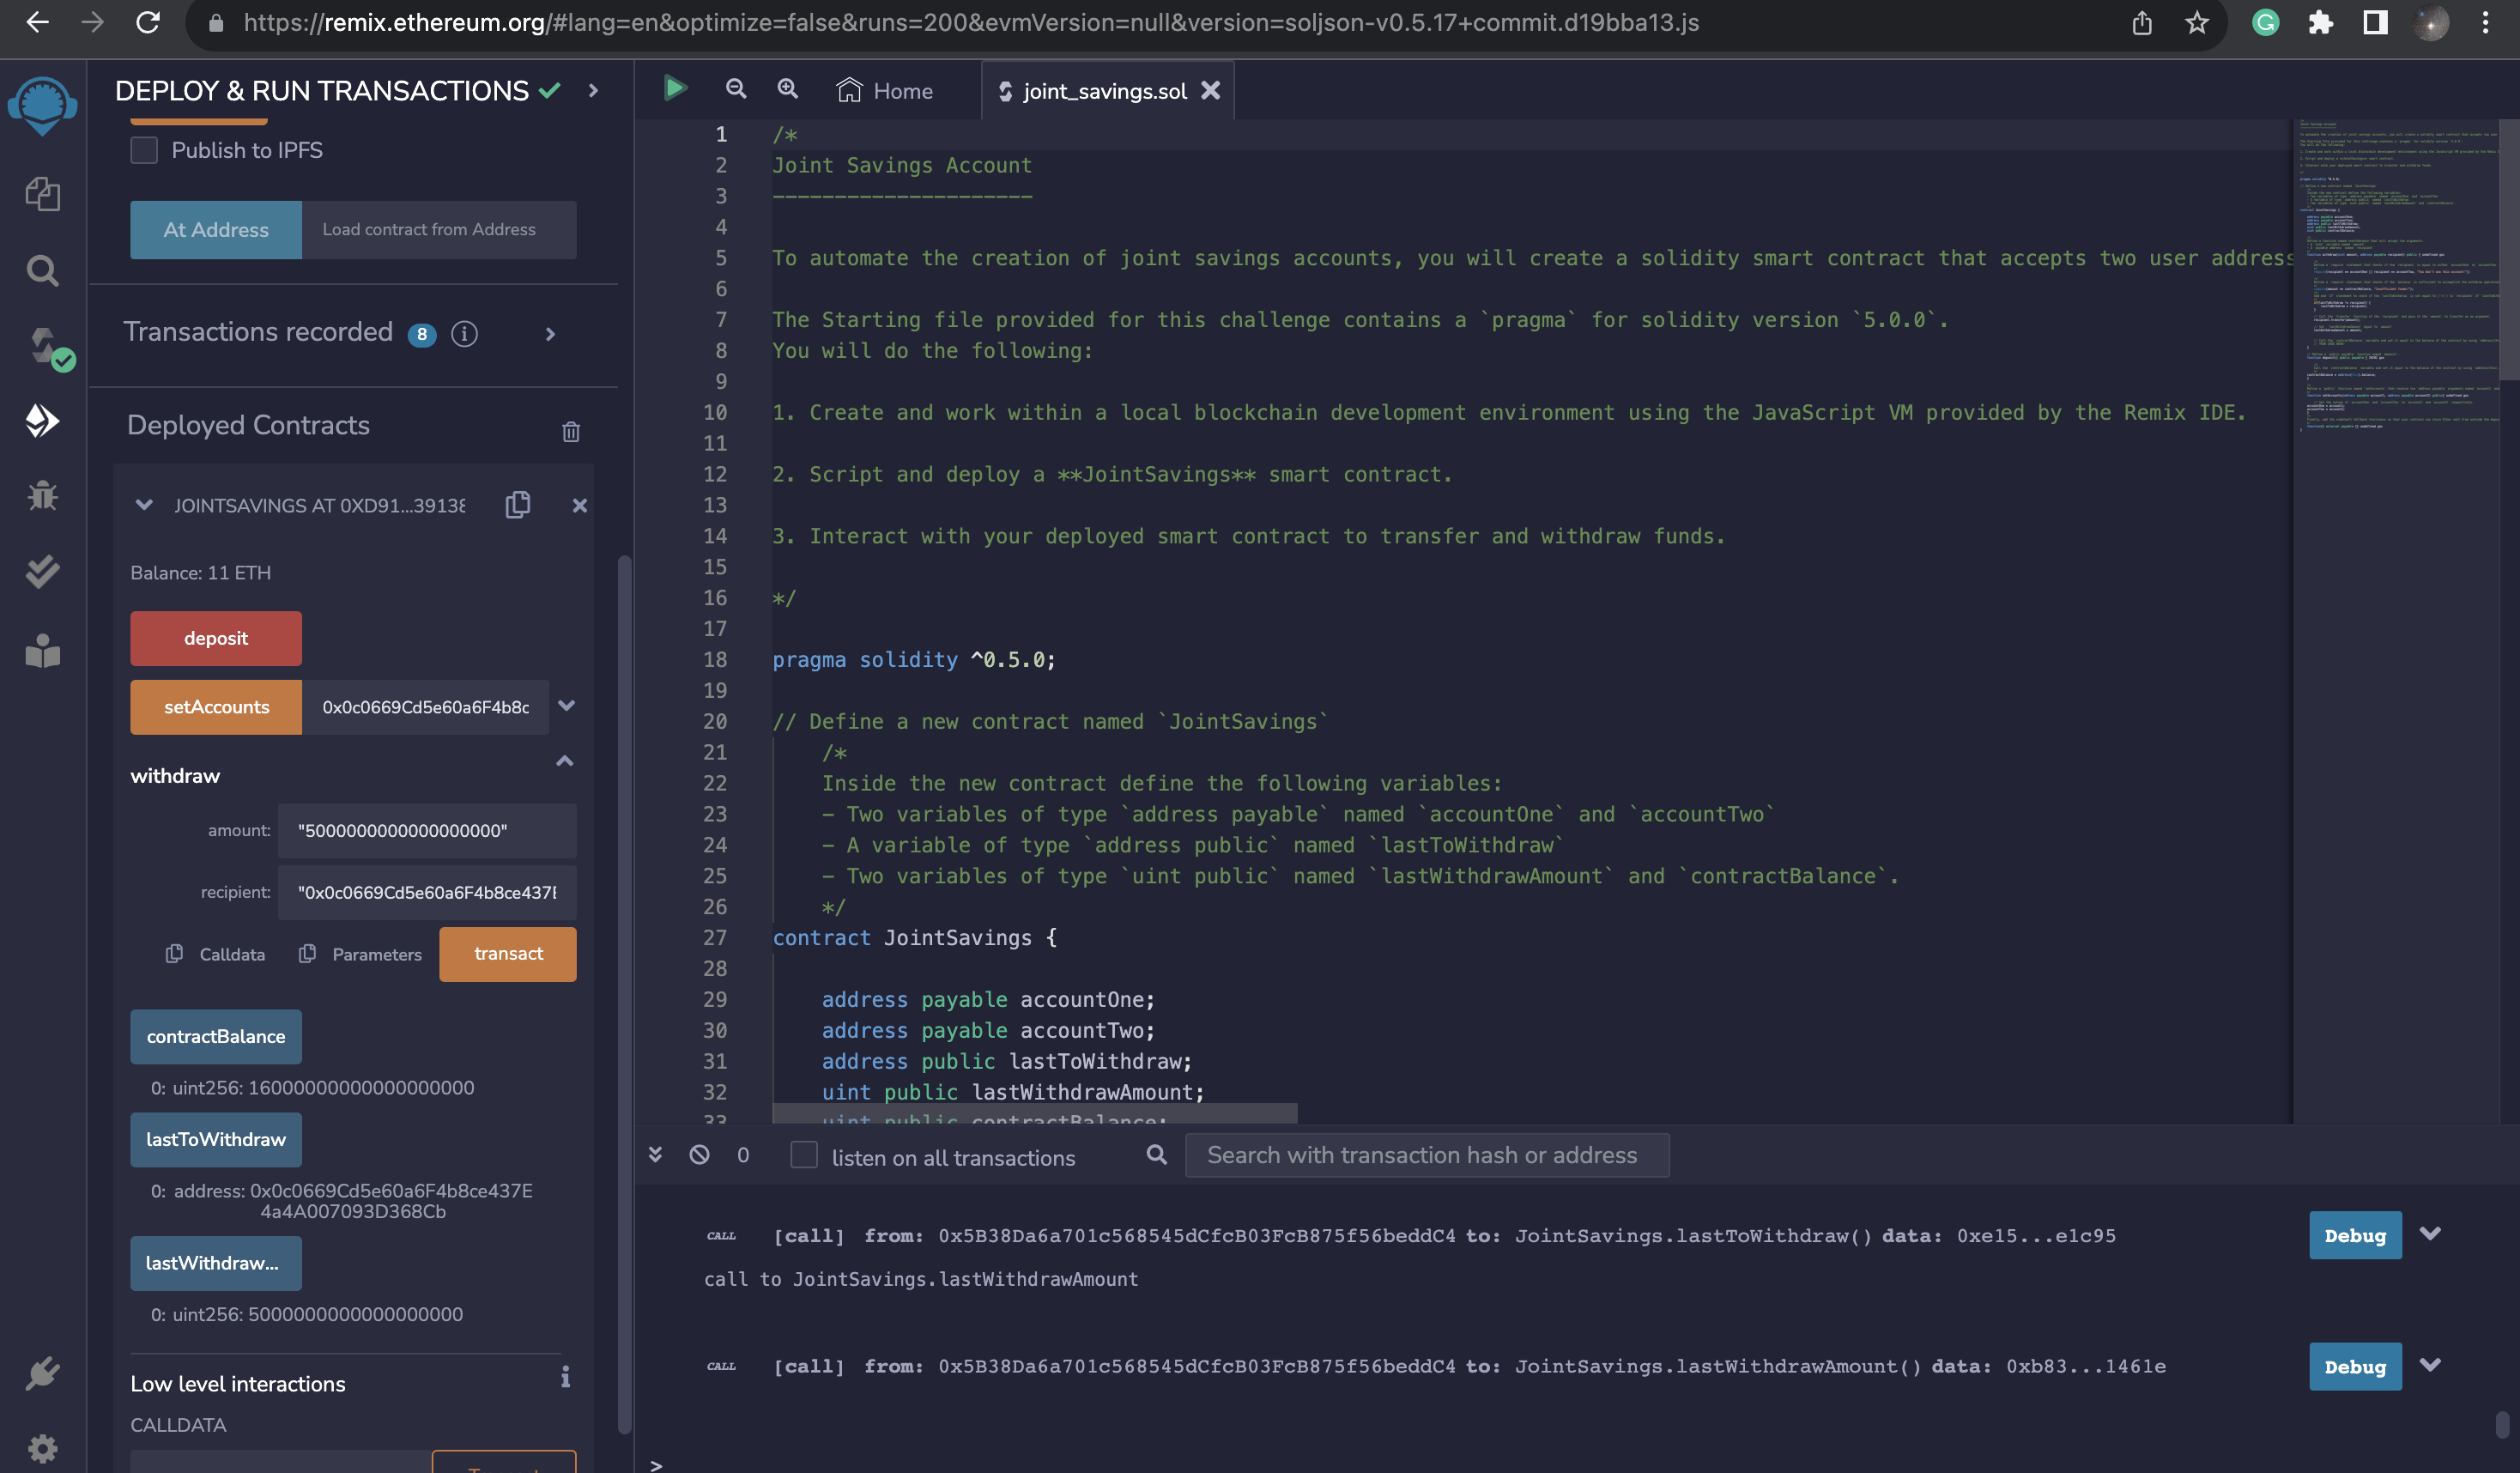 https://remix.ethereum.org/#lang=en&optimize=false&runs=200&evmVersion=null&version=soljson-v0.5.17+commit.d19bba13.js
DEPLOY & RUN TRANSACTIONS
Publish to IPFS
At Address
Load contract from Address
Transactions recorded 8
Deployed Contracts
JOINTSAVINGS AT 0XD91...39138
Balance: 11 ETH
deposit
setAccounts
0x0c0669Cd5e60a6F4b8c
withdraw
amount: "5000000000000000000"
recipient: "0x0c0669Cd5e60a6F4b8ce437E
Calldata Parameters transact
contractBalance
0: uint256: 16000000000000000000
lastToWithdraw
0: address: 0x0c0669Cd5e60a6F4b8ce437E
4a4A007093D368Cb
lastWithdraw...
0: uint256: 5000000000000000000
Low level interactions
CALLDATA
Home
joint_savings.sol
1 /*
2 Joint Savings Account
3 ---------------------
4
5 To automate the creation of joint savings accounts, you will create a solidity smart contract that accepts two user address
6
7 The Starting file provided for this challenge contains a `pragma` for solidity version `5.0.0`.
8 You will do the following:
9
10 1. Create and work within a local blockchain development environment using the JavaScript VM provided by the Remix IDE.
11
12 2. Script and deploy a **JointSavings** smart contract.
13
14 3. Interact with your deployed smart contract to transfer and withdraw funds.
15
16 */
17
18 pragma solidity ^0.5.0;
19
20 // Define a new contract named `JointSavings`
21 /*
22 Inside the new contract define the following variables:
23 - Two variables of type `address payable` named `accountOne` and `accountTwo`
24 - A variable of type `address public` named `lastToWithdraw`
25 - Two variables of type `uint public` named `lastWithdrawAmount` and `contractBalance`.
26 */
27 contract JointSavings {
28
29 address payable accountOne;
30 address payable accountTwo;
31 address public lastToWithdraw;
32 uint public lastWithdrawAmount;
33 uint public contractBalance;
0 listen on all transactions
Search with transaction hash or address
CALL [call] from: 0x5B38Da6a701c568545dCfcB03FcB875f56beddC4 to: JointSavings.lastToWithdraw() data: 0xe15...e1c95 Debug
call to JointSavings.lastWithdrawAmount
CALL [call] from: 0x5B38Da6a701c568545dCfcB03FcB875f56beddC4 to: JointSavings.lastWithdrawAmount() data: 0xb83...1461e Debug
>